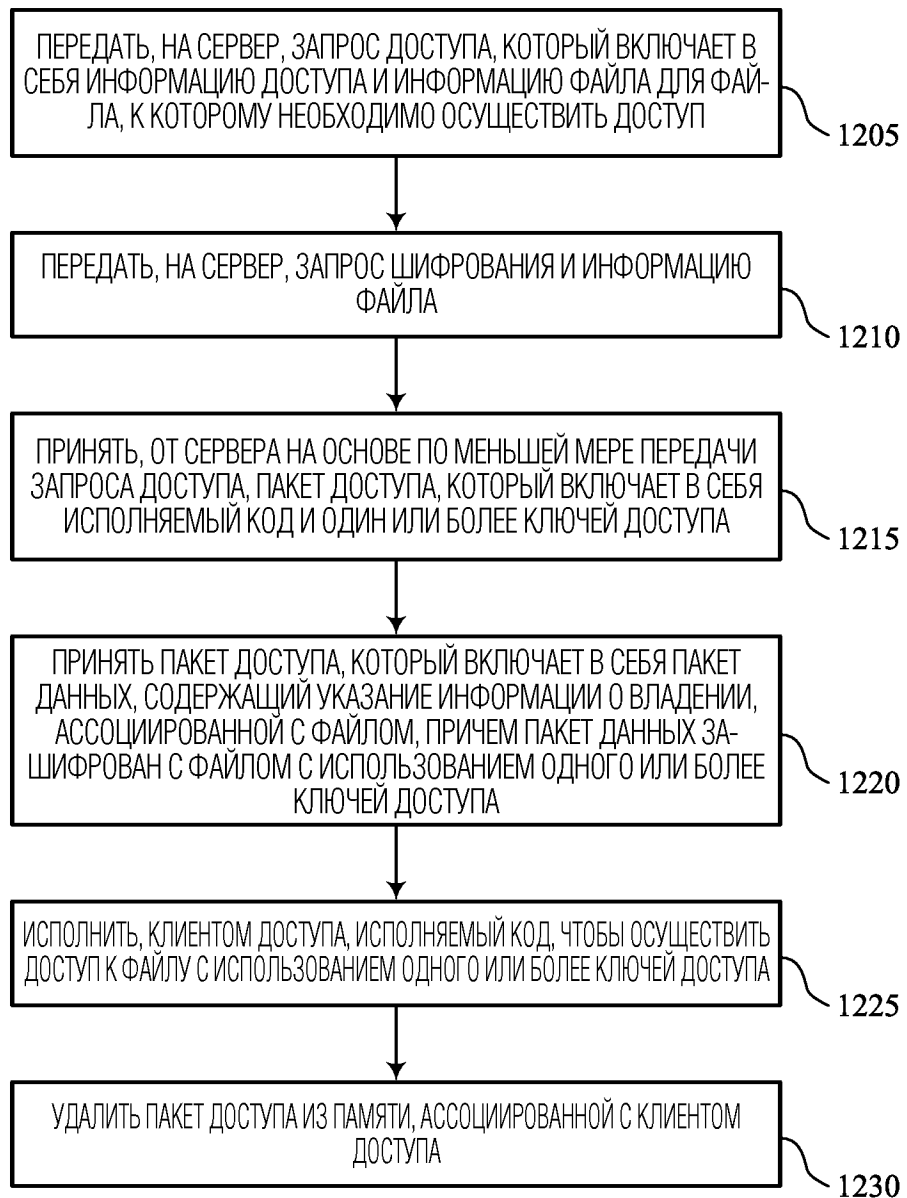 ПЕРЕДАТЬ, НА СЕРВЕР, ЗАПРОС ДОСТУПА, КОТОРЫЙ ВКЛЮЧАЕТ В
СЕБЯ ИНФОРМАЦИЮ ДОСТУПА И ИНФОРМАЦИЮ ФАЙЛА ДЛЯ ФАЙ-
ЛА, К КОТОРОМУ НЕОБХОДИМО ОСУЩЕСТВИТЬ ДОСТУП
1205
ПЕРЕДАТЬ, НА СЕРВЕР, ЗАПРОС ШИФРОВАНИЯ И ИНФОРМАЦИЮ
ФАЙЛА
1210
ПРИНЯТЬ, ОТ СЕРВЕРА НА ОСНОВЕ ПО МЕНЬШЕЙ МЕРЕ ПЕРЕДАЧИ
ЗАПРОСА ДОСТУПА, ПАКЕТ ДОСТУПА, КОТОРЫЙ ВКЛЮЧАЕТ В СЕБЯ
ИСПОЛНЯЕМЫЙ КОД И ОДИН ИЛИ БОЛЕЕ КЛЮЧЕЙ ДОСТУПА
1215
ПРИНЯТЬ ПАКЕТ ДОСТУПА, КОТОРЫЙ ВКЛЮЧАЕТ В СЕБЯ ПАКЕТ
ДАННЫХ, СОДЕРЖАЩИЙ УКАЗАНИЕ ИНФОРМАЦИИ О ВЛАДЕНИИ,
АССОЦИИРОВАННОЙ С ФАЙЛОМ, ПРИЧЕМ ПАКЕТ ДАННЫХ ЗА-
ШИФРОВАН С ФАЙЛОМ С ИСПОЛЬЗОВАНИЕМ ОДНОГО ИЛИ БОЛЕЕ
КЛЮЧЕЙ ДОСТУПА
1220
ИСПОЛНИТЬ, КЛИЕНТОМ ДОСТУПА, ИСПОЛНЯЕМЫЙ КОД, ЧТОБЫ ОСУЩЕСТВИТЬ
ДОСТУП К ФАЙЛУ С ИСПОЛЬЗОВАНИЕМ ОДНОГО ИЛИ БОЛЕЕ КЛЮЧЕЙ ДОСТУПА
1225
УДАЛИТЬ ПАКЕТ ДОСТУПА ИЗ ПАМЯТИ, АССОЦИИРОВАННОЙ С КЛИЕНТОМ
ДОСТУПА
1230